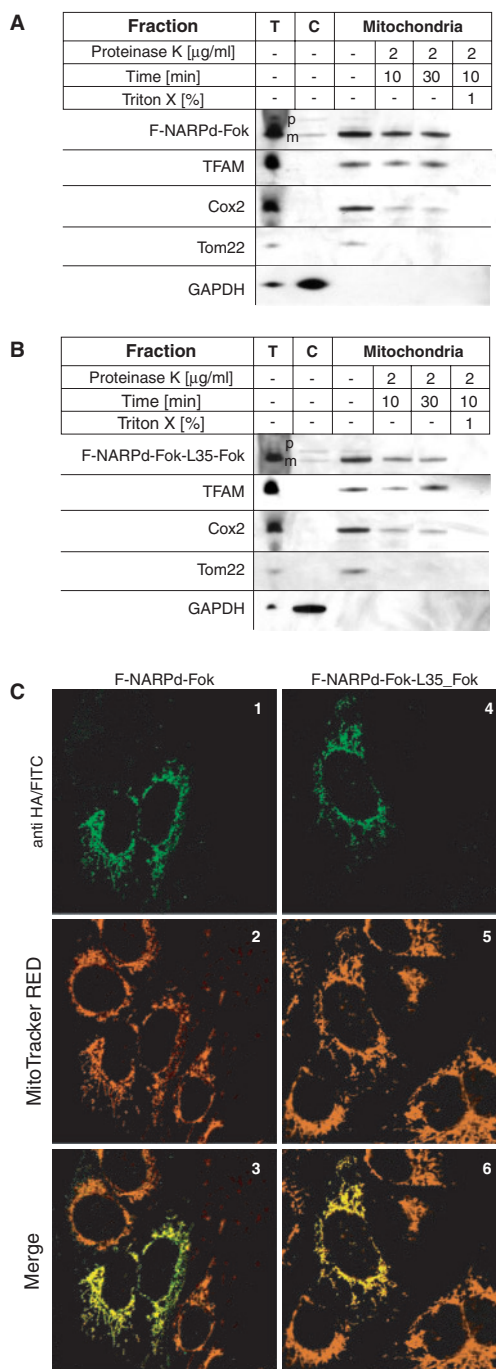 A
Fraction T C Mitochondria
Proteinase K [μg/ml] - - - 2 2 2
Time [min] - - - 10 30 10
Triton X [%] - - - - - 1
F-NARPd-Fok p
m
TFAM
Cox2
Tom22
GAPDH
B
Fraction T C Mitochondria
Proteinase K [μg/ml] - - - 2 2 2
Time [min] - - - 10 30 10
Triton X [%] - - - - - 1
F-NARPd-Fok-L35-Fok p
m
TFAM
Cox2
Tom22
GAPDH
C
F-NARPd-Fok F-NARPd-Fok-L35_Fok
anti HA/FITC 1 4
MitoTracker RED 2 5
Merge 3 6